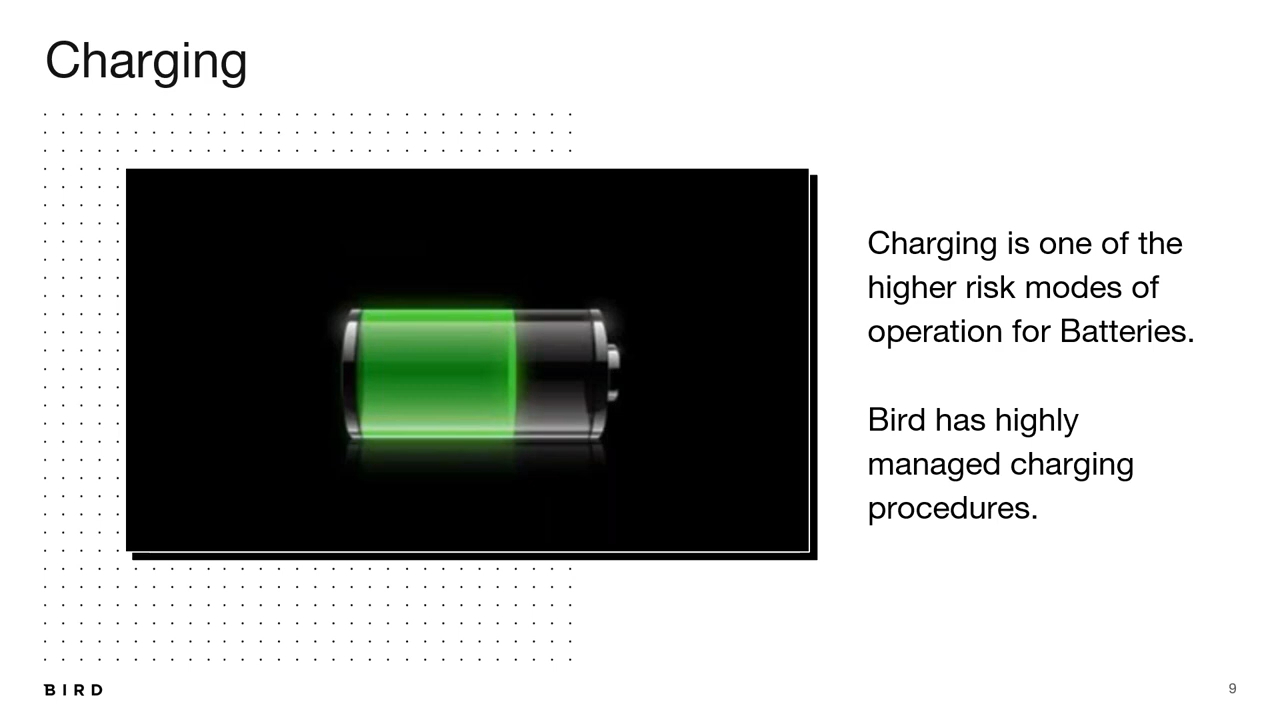 Charging
Charging is one of the
higher risk modes of
operation for Batteries.
Bird has highly
managed charging
procedures.
BIRD
9